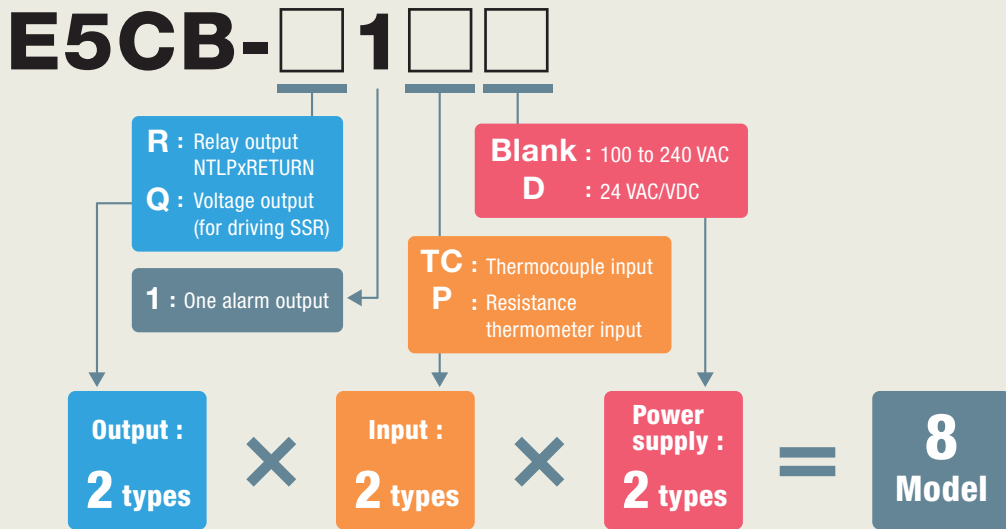 E5CB-□1□□
R : Relay output
NTLPxRETURN
Q : Voltage output
(for driving SSR)
1 : One alarm output
Blank : 100 to 240 VAC
D : 24 VAC/VDC
TC : Thermocouple input
P : Resistance
thermometer input
Output :
2 types
×
Input :
2 types
×
Power
supply :
2 types
=
8
Model